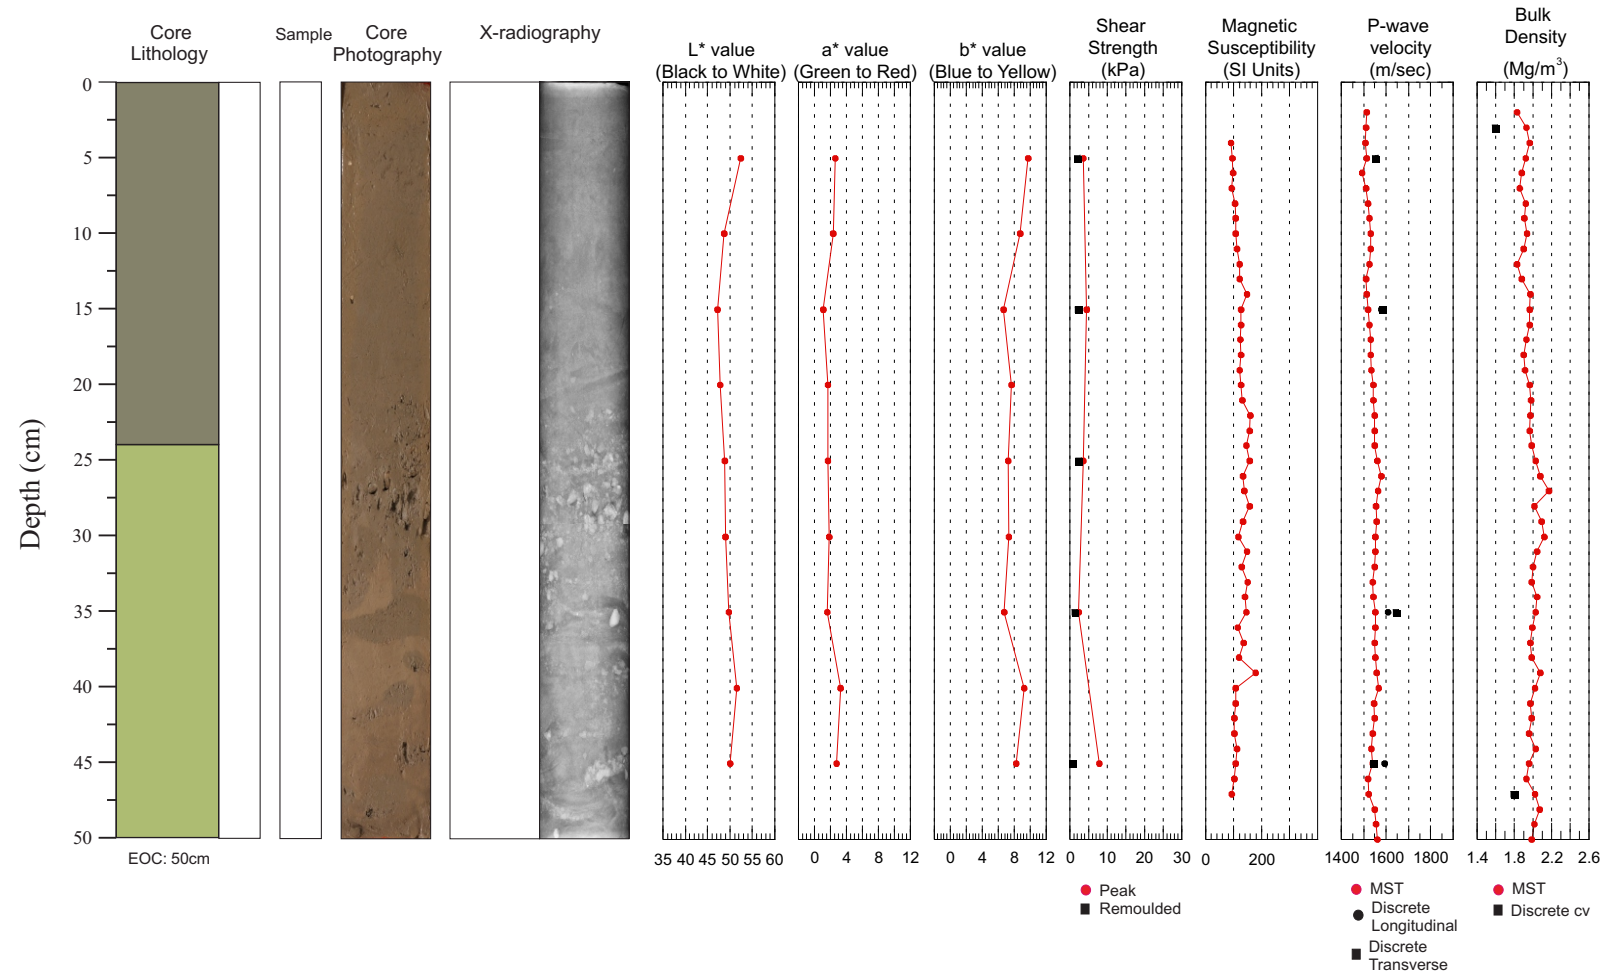 Core
Lithology
Sample
Core
Photography
X-radiography
L* value
(Black to White)
a* value
(Green to Red)
b* value
(Blue to Yellow)
Shear
Strength
(kPa)
Magnetic
Susceptibility
(SI Units)
P-wave
velocity
(m/sec)
Bulk
Density
(Mg/m³)
Depth (cm)
0
5
10
15
20
25
30
35
40
45
50
EOC: 50cm
35 40 45 50 55 60
0 4 8 12
0 4 8 12
0 10 20 30
0 200
1400 1600 1800
1.4 1.8 2.2 2.6
Peak
Remoulded
MST
Discrete
Longitudinal
Discrete
Transverse
MST
Discrete cv